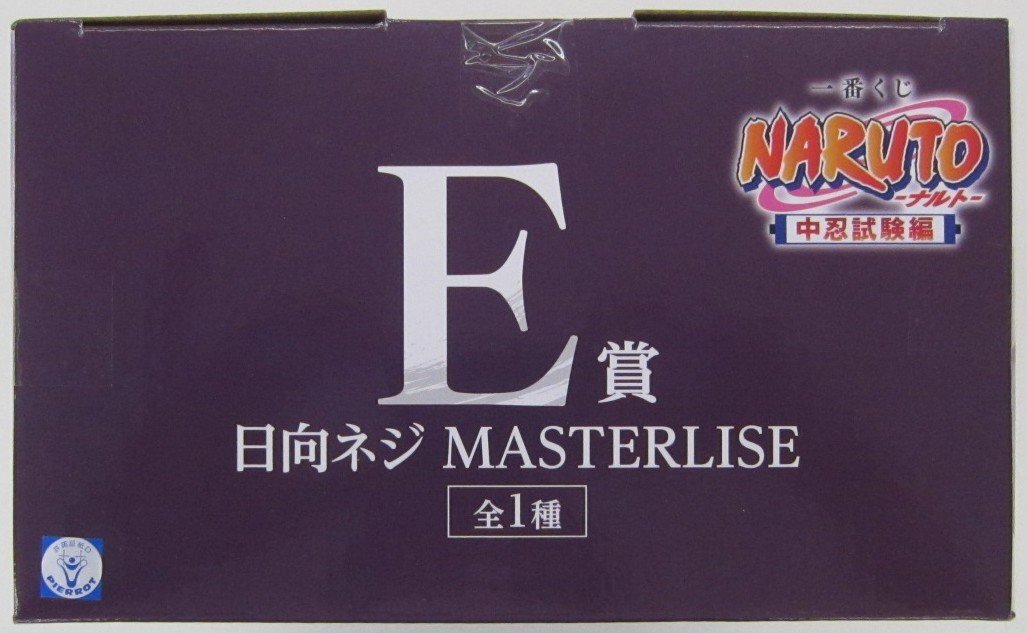 一番くじ
NARUTO
-ナルト-
中忍試験編
E賞
日向ネジ MASTERLISE
全1種
PIERROT